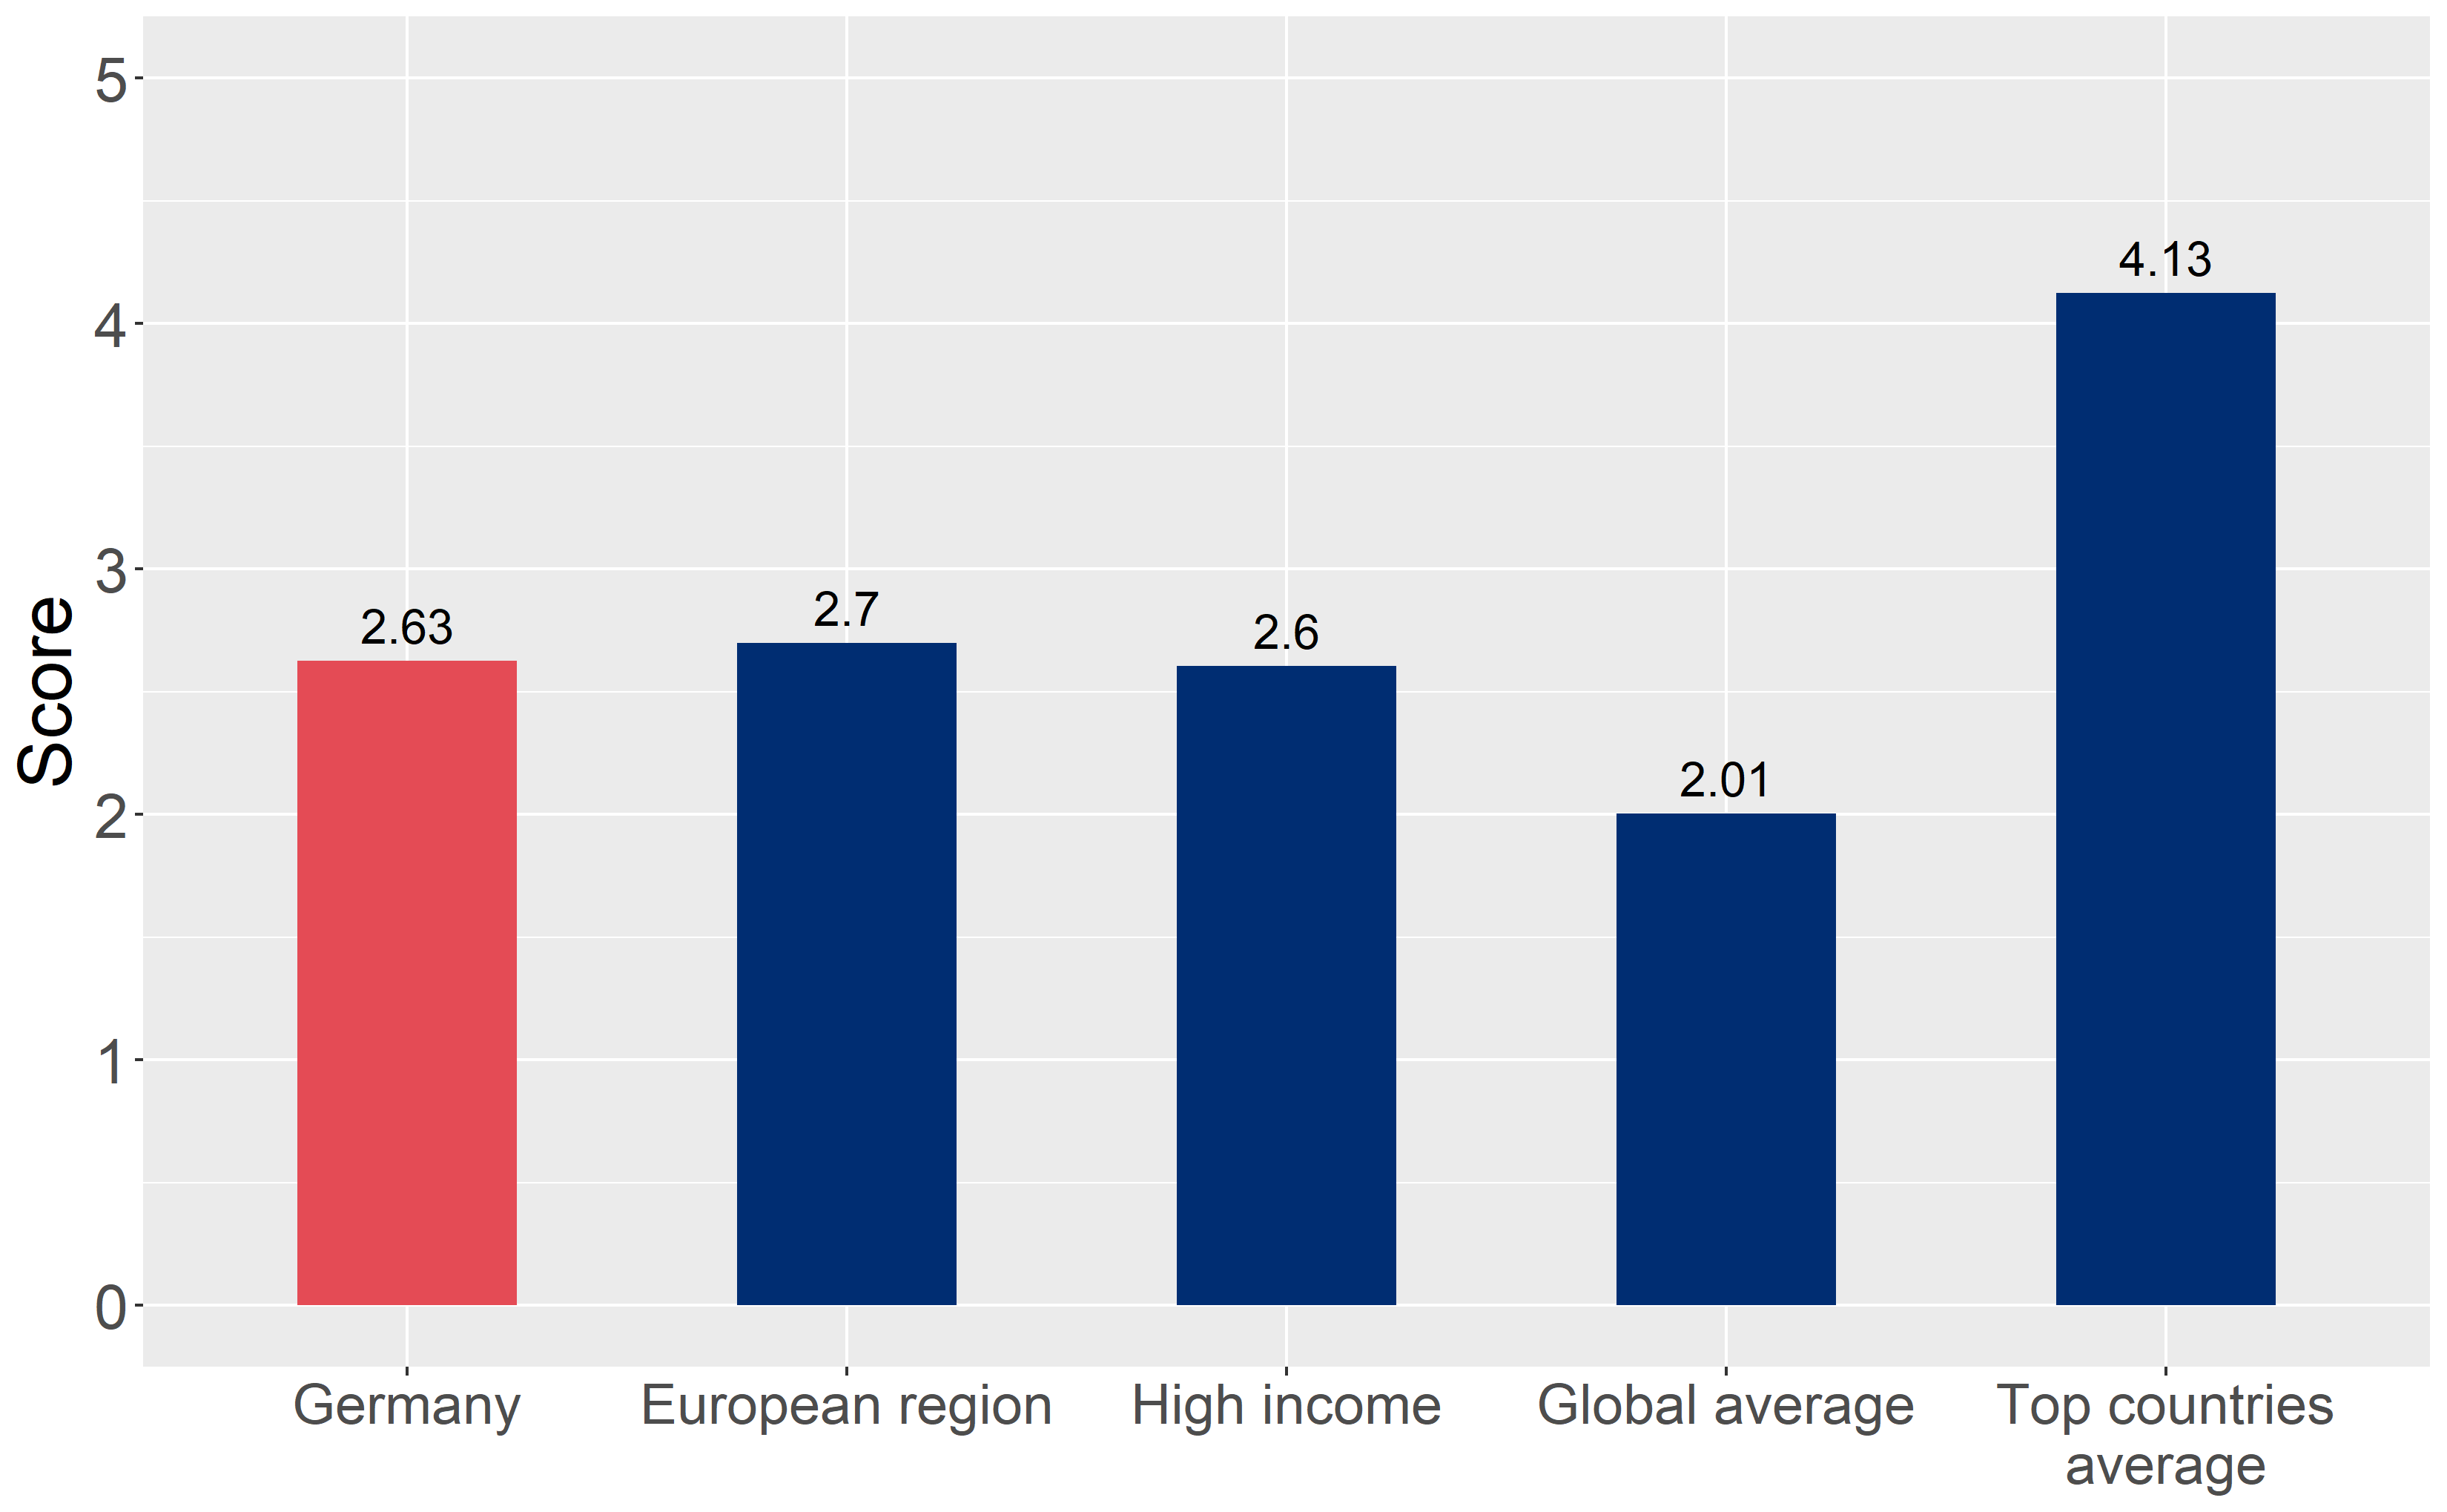 Score
5
4
3
2
1
0
2.63
2.7
2.6
2.01
4.13
Germany
European region
High income
Global average
Top countries
average